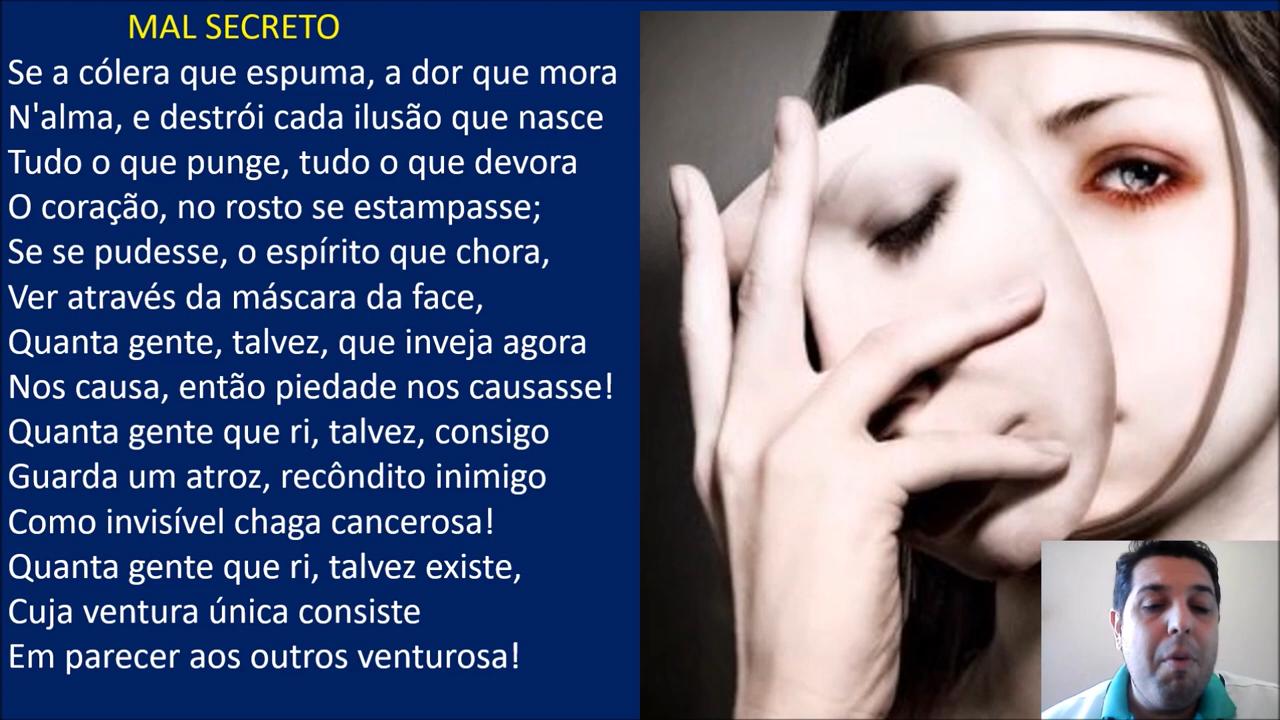 MAL SECRETO
Se a cólera que espuma, a dor que mora
N'alma, e destrói cada ilusão que nasce
Tudo o que punge, tudo o que devora
O coração, no rosto se estampasse;
Se se pudesse, o espírito que chora,
Ver através da máscara da face,
Quanta gente, talvez, que inveja agora
Nos causa, então piedade nos causasse!
Quanta gente que ri, talvez, consigo
Guarda um atroz, recôndito inimigo
Como invisível chaga cancerosa!
Quanta gente que ri, talvez existe,
Cuja ventura única consiste
Em parecer aos outros venturosa!